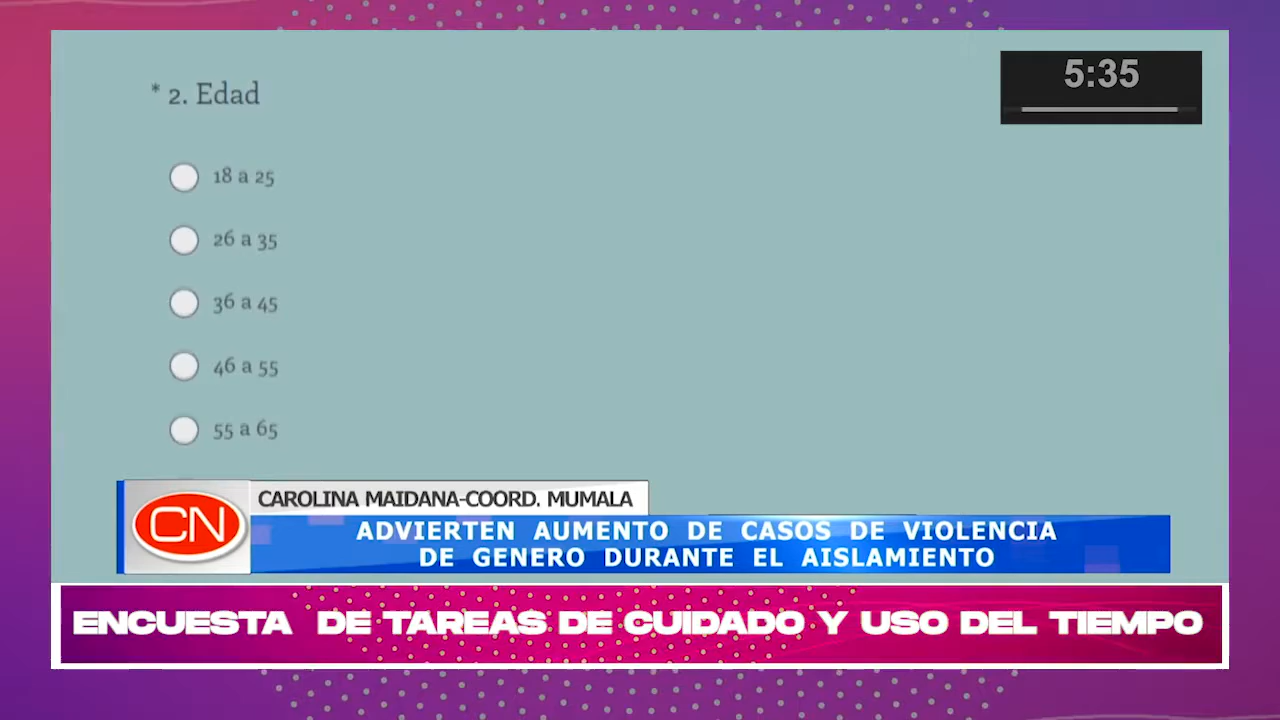 * 2. Edad
5:35
18 a 25
26 a 35
36 a 45
46 a 55
55 a 65
CN
CAROLINA MAIDANA-COORD. MUMALA
ADVIERTEN AUMENTO DE CASOS DE VIOLENCIA
DE GENERO DURANTE EL AISLAMIENTO
ENCUESTA DE TAREAS DE CUIDADO Y USO DEL TIEMPO